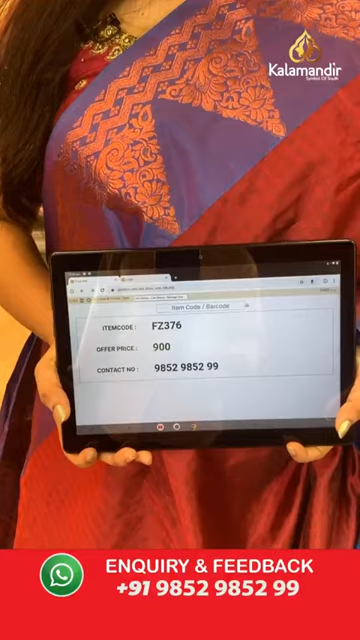 Kalamandir
Symbol Of South
Item Code / Barcode
ITEMCODE : FZ376
OFFER PRICE : 900
CONTACT NO : 9852 9852 99
ENQUIRY & FEEDBACK
+91 9852 9852 99